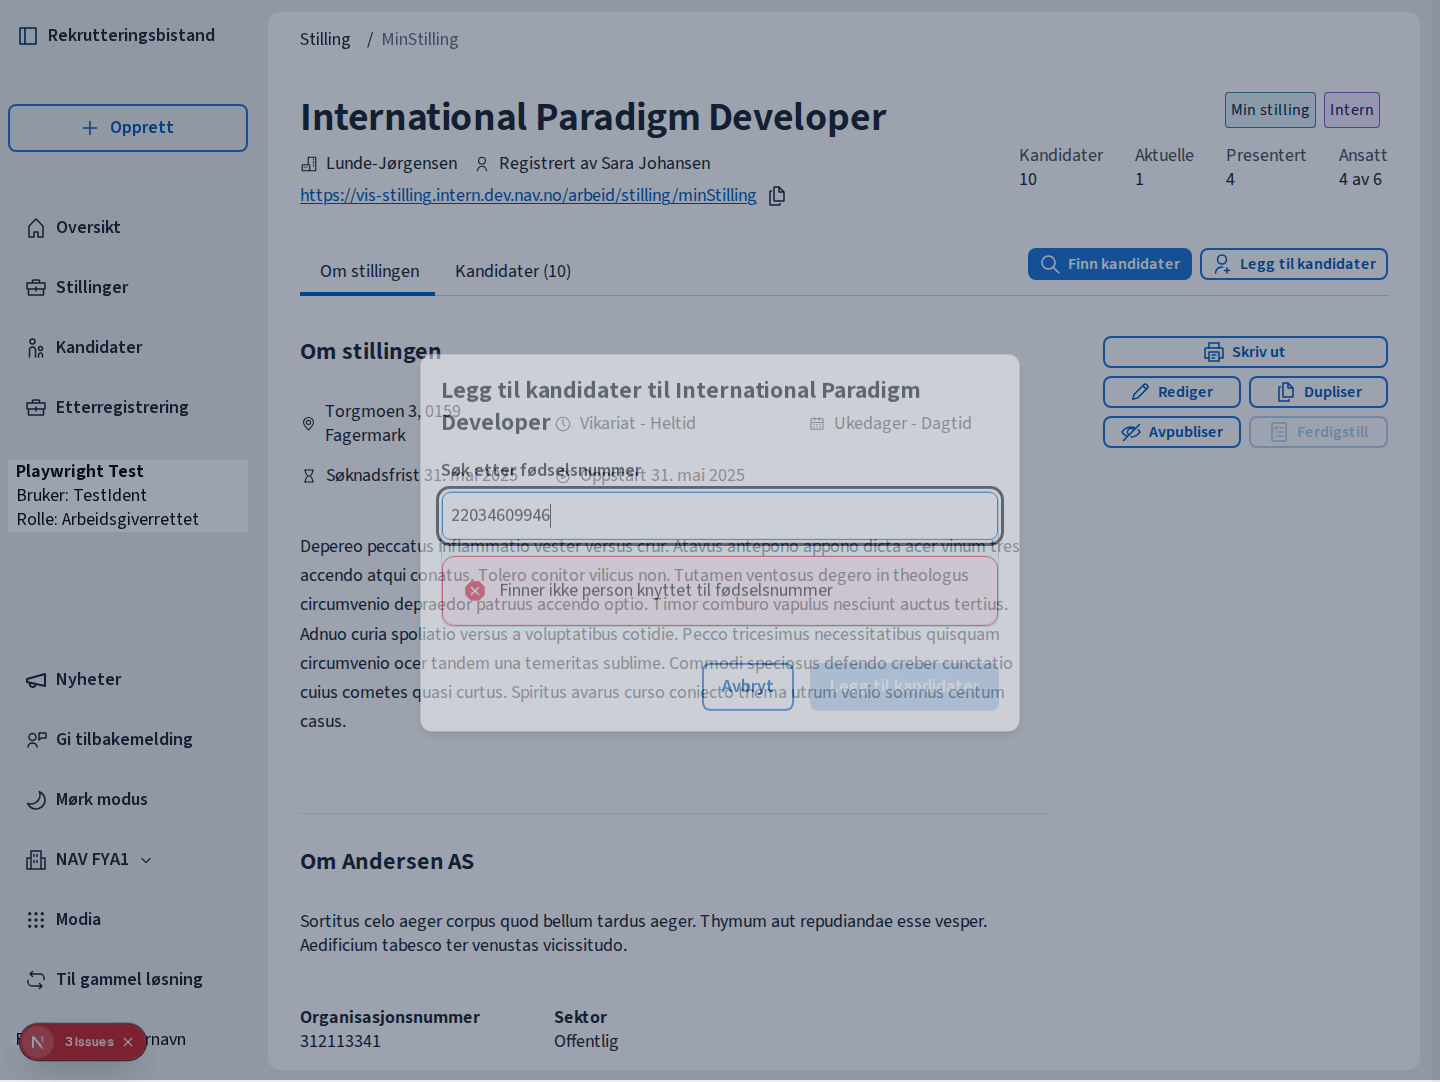 Rekrutteringsbistand
Opprett
Oversikt
Stillinger
Kandidater
Etterregistrering
Playwright Test
Bruker: TestIdent
Rolle: Arbeidsgiverrettet
Nyheter
Gi tilbakemelding
Mørk modus
NAV FYA1
Media
Til gammel løsning
rnavn
3 Issues
Stilling / MinStilling
International Paradigm Developer
Min stilling
Intern
Lunde-Jørgensen
Registrert av Sara Johansen
https://vis-stilling.intern.dev.nav.no/arbeid/stilling/minStilling
Kandidater
10
Aktuelle
1
Presentert
4
Ansatt
4 av 6
Om stillingen
Kandidater (10)
Finn kandidater
Legg til kandidater
Om stillingen
Torgmoen 3, 0159
Fagermark
Vikariat - Heltid
Ukedager - Dagtid
Søknadsfrist 31. mai 2025
Oppstart 31. mai 2025
Skriv ut
Rediger
Dupliser
Avpubliser
Ferdigstill
Legg til kandidater til International Paradigm
Developer
Søk etter fødselsnummer
22034609946
Finner ikke person knyttet til fødselsnummer
Avbryt
Legg til kandidater
Depereo peccatus inflammatio vester versus crur. Atavus antepono appono dicta acer vinum tres
accendo atqui conatus. Tolero conitor vilicus non. Tutamen ventosus degero in theologus
circumvenio depraedor patruus accendo optio. Timor comburo vapulus nesciunt auctus tertius.
Adnuo curia spoliatio versus a voluptatibus cotidie. Pecco tricesimus necessitatibus quisquam
circumvenio ocer tandem una temeritas sublime. Commodi speciosus defendo creber cunctatio
cuius cometes quasi curtus. Spiritus avarus curso coniecto thema utrum venio somnus centum
casus.
Om Andersen AS
Sortitus celo aeger corpus quod bellum tardus aeger. Thymum aut repudiandae esse vesper.
Aedificium tabesco ter venustas vicissitudo.
Organisasjonsnummer
312113341
Sektor
Offentlig